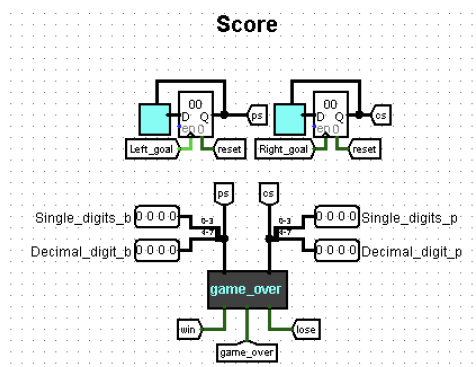 Score
00 00
D Q D Q
ps cs
en 0 en 0
Left_goal reset Right_goal reset
ps cs
Single_digits_b 0 0 0 0 0-3 0-3 0 0 0 0 Single_digits_p
4-7 4-7
Decimal_digit_b 0 0 0 0 0 0 0 0 Decimal_digit_p
game_over
win lose
game_over